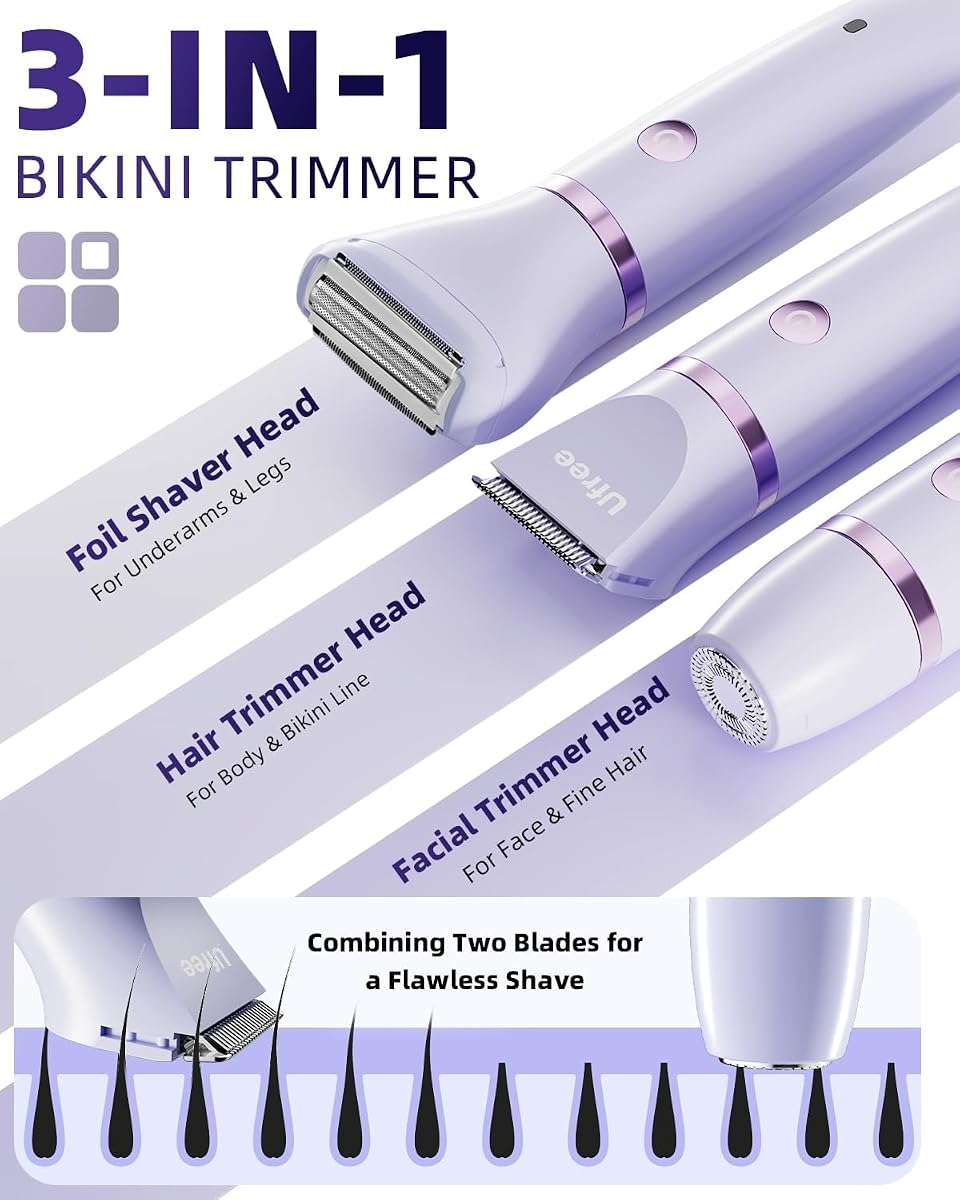 3-IN-1
BIKINI TRIMMER
Foil Shaver Head
For Underarms & Legs
Ufree
Hair Trimmer Head
For Body & Bikini Line
Facial Trimmer Head
For Face & Fine Hair
Combining Two Blades for
a Flawless Shave
Ufree